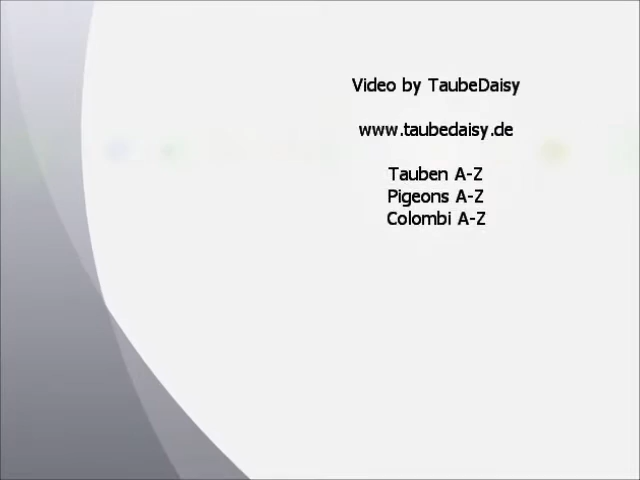 Video by TaubeDaisy
www.taubedaisy.de
Tauben A-Z
Pigeons A-Z
Colombi A-Z